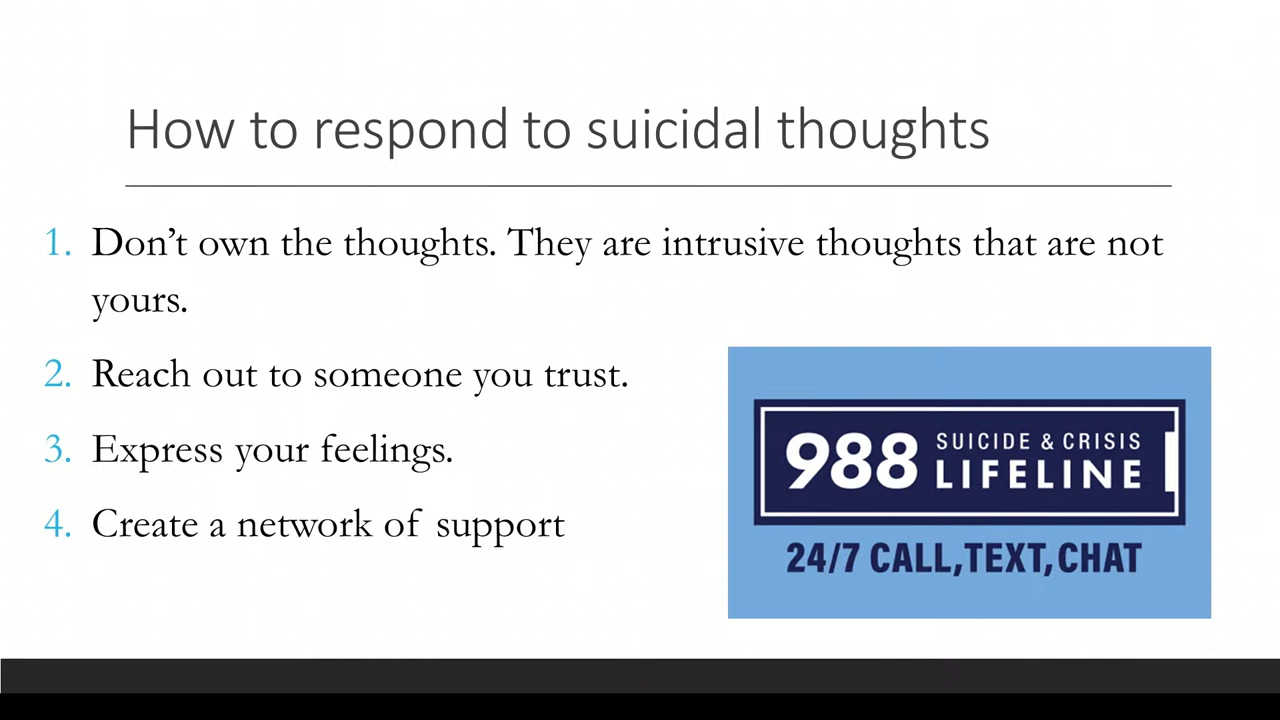 How to respond to suicidal thoughts
1. Don’t own the thoughts. They are intrusive thoughts that are not
yours.
2. Reach out to someone you trust.
3. Express your feelings.
4. Create a network of support
988 SUICIDE & CRISIS
LIFELINE
24/7 CALL,TEXT,CHAT